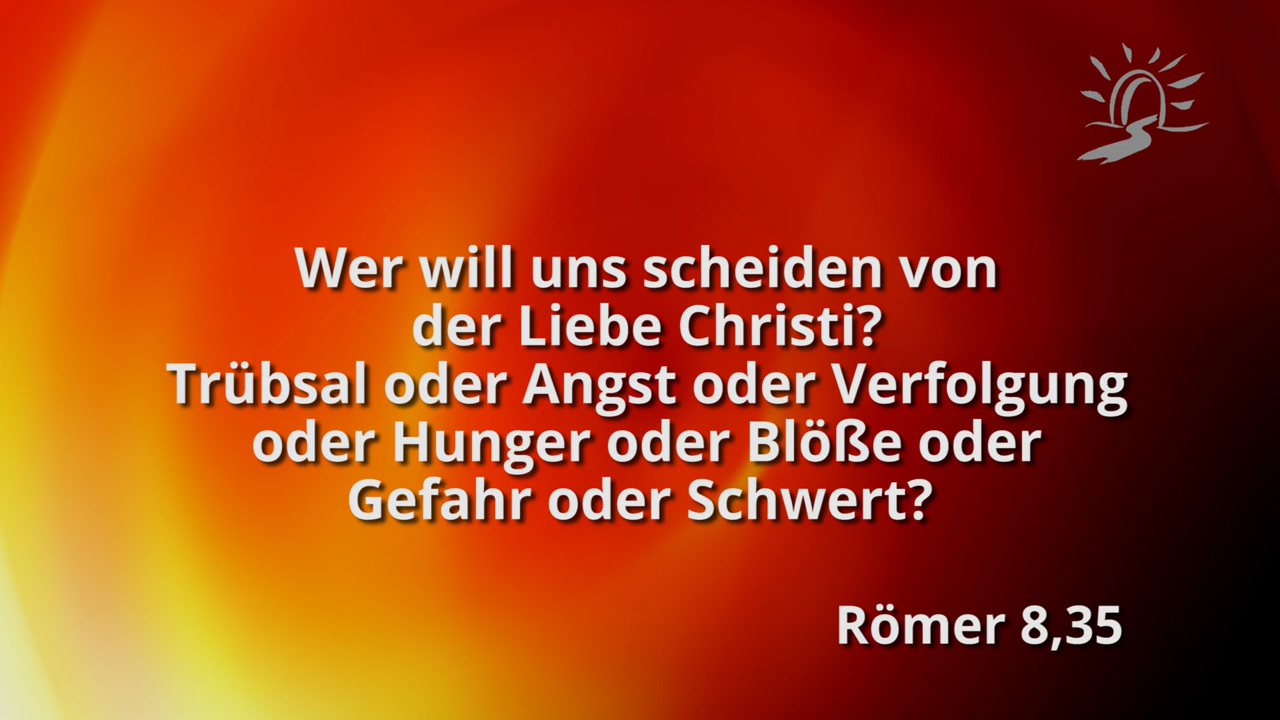 Wer will uns scheiden von
der Liebe Christi?
Trübsal oder Angst oder Verfolgung
oder Hunger oder Blöße oder
Gefahr oder Schwert?
Römer 8,35